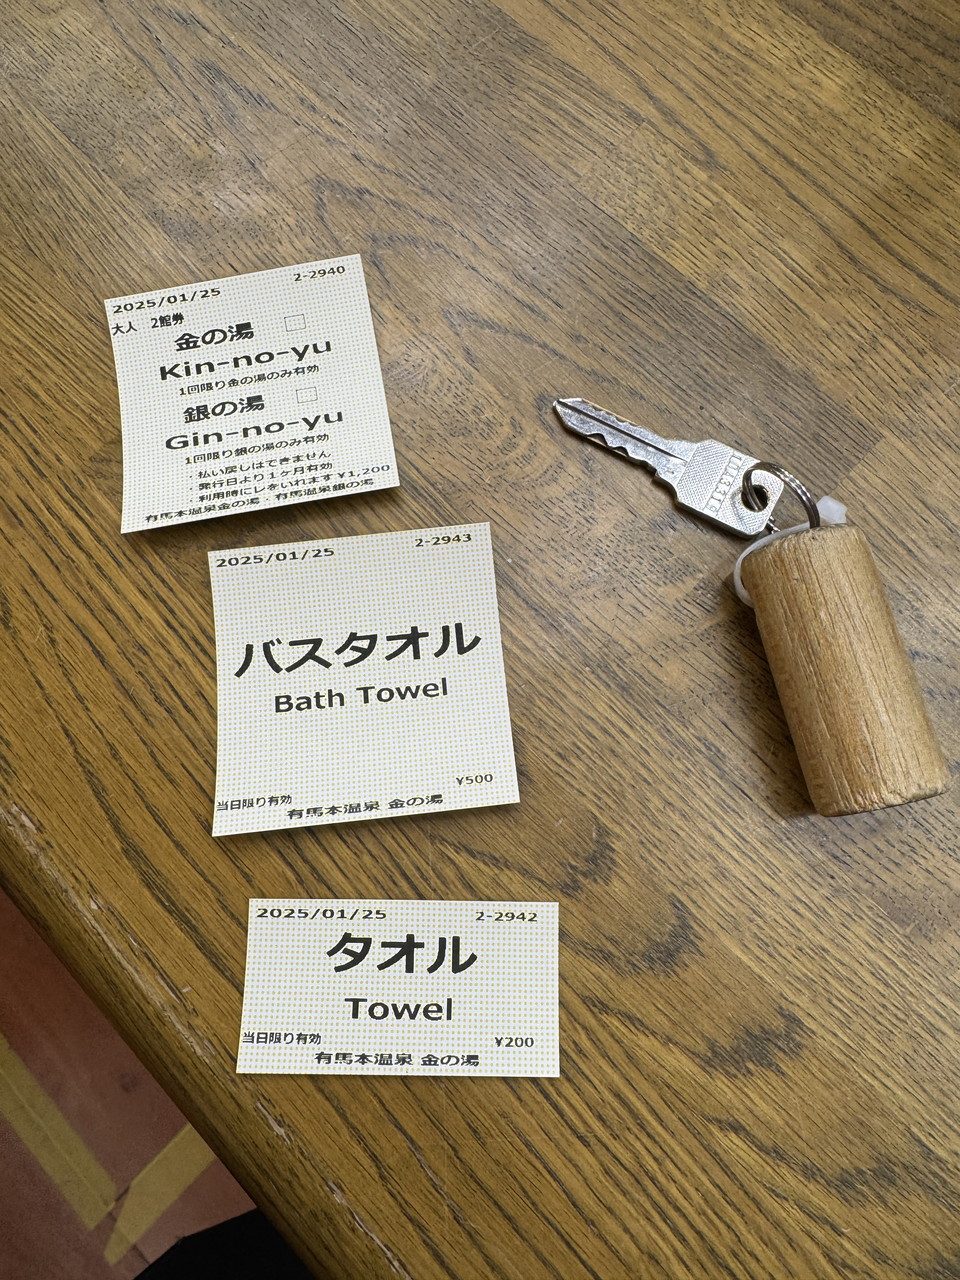 2025/01/25 2-2940
大人 2館券
金の湯 □
Kin-no-yu
1回限り金の湯のみ有効
銀の湯 □
Gin-no-yu
1回限り銀の湯のみ有効
・払い戻しはできません
・発行日より1ヶ月有効
・利用時にレをいれます ¥1,200
有馬本温泉金の湯・有馬温泉銀の湯
2025/01/25 2-2943
バスタオル
Bath Towel
¥500
当日限り有効
有馬本温泉 金の湯
2025/01/25 2-2942
タオル
Towel
当日限り有効 ¥200
有馬本温泉 金の湯